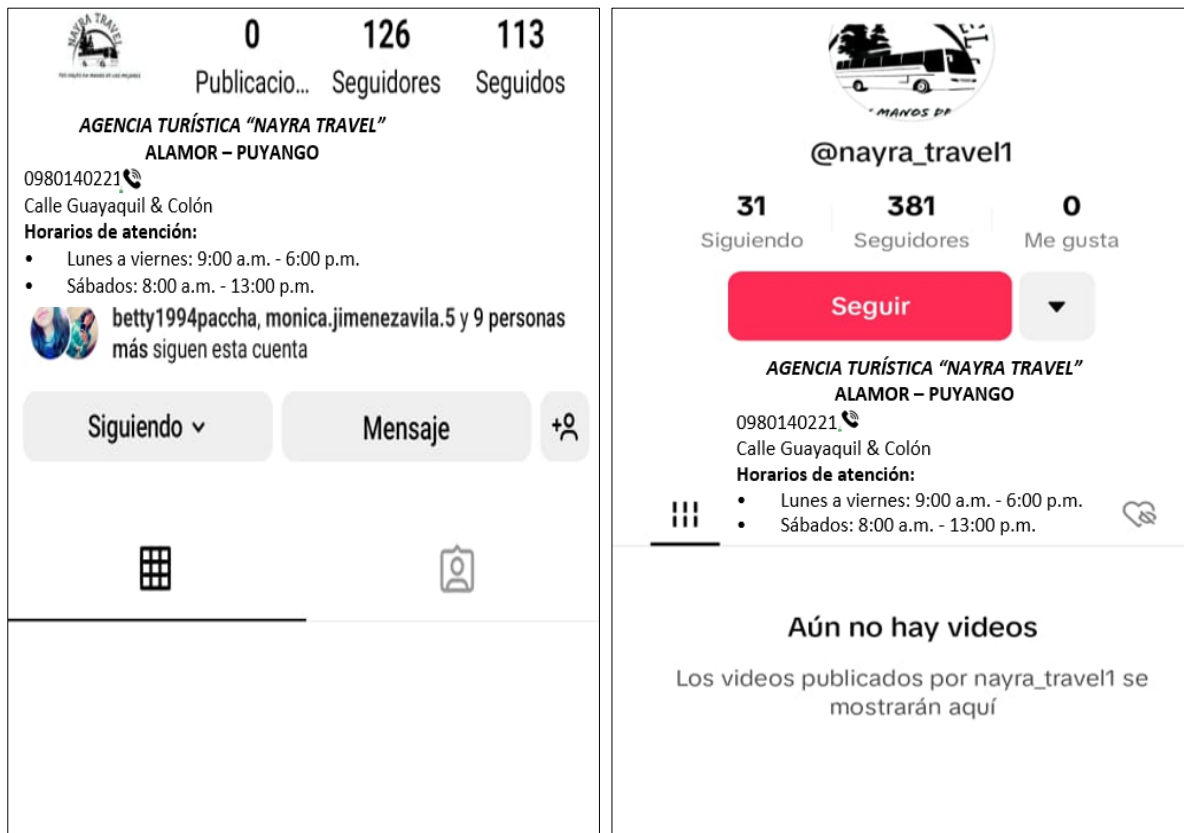 NAYRA TRAVEL
0 126 113
Publicacio... Seguidores Seguidos
AGENCIA TURÍSTICA “NAYRA TRAVEL”
ALAMOR – PUYANGO
0980140221
Calle Guayaquil & Colón
Horarios de atención:
• Lunes a viernes: 9:00 a.m. - 6:00 p.m.
• Sábados: 8:00 a.m. - 13:00 p.m.
betty1994paccha, monica.jimenezavila.5 y 9 personas
más siguen esta cuenta
Siguiendo
Mensaje
MANOS DE
@nayra_travel1
31 381 0
Siguiendo Seguidores Me gusta
Seguir
AGENCIA TURÍSTICA “NAYRA TRAVEL”
ALAMOR – PUYANGO
0980140221
Calle Guayaquil & Colón
Horarios de atención:
• Lunes a viernes: 9:00 a.m. - 6:00 p.m.
• Sábados: 8:00 a.m. - 13:00 p.m.
Aún no hay videos
Los videos publicados por nayra_travel1 se
mostrarán aquí